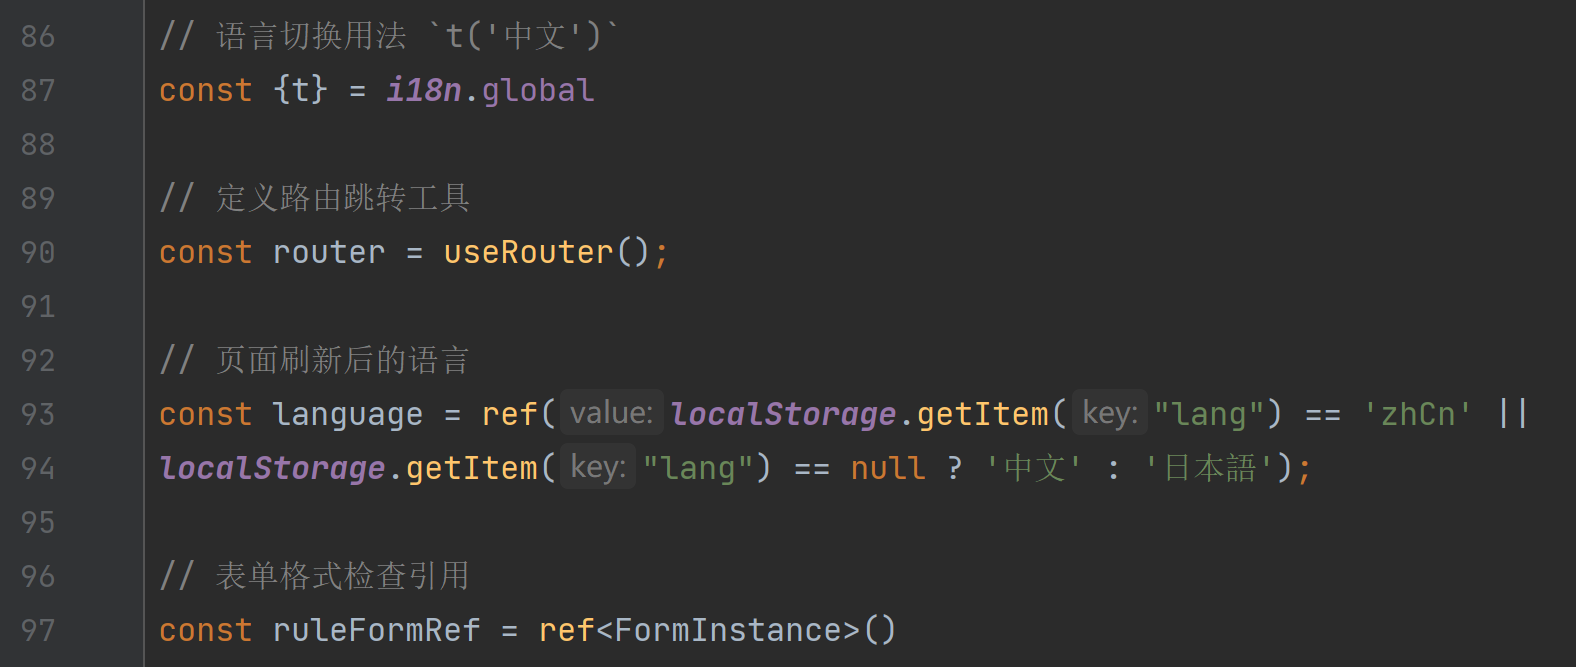 86 // 语言切换用法 `t('中文')`
87 const {t} = i18n.global
88
89 // 定义路由跳转工具
90 const router = useRouter();
91
92 // 页面刷新后的语言
93 const language = ref( value: localStorage.getItem( key: "lang") == 'zhCn' ||
94 localStorage.getItem( key: "lang") == null ? '中文' : '日本語');
95
96 // 表单格式检查引用
97 const ruleFormRef = ref<FormInstance>()